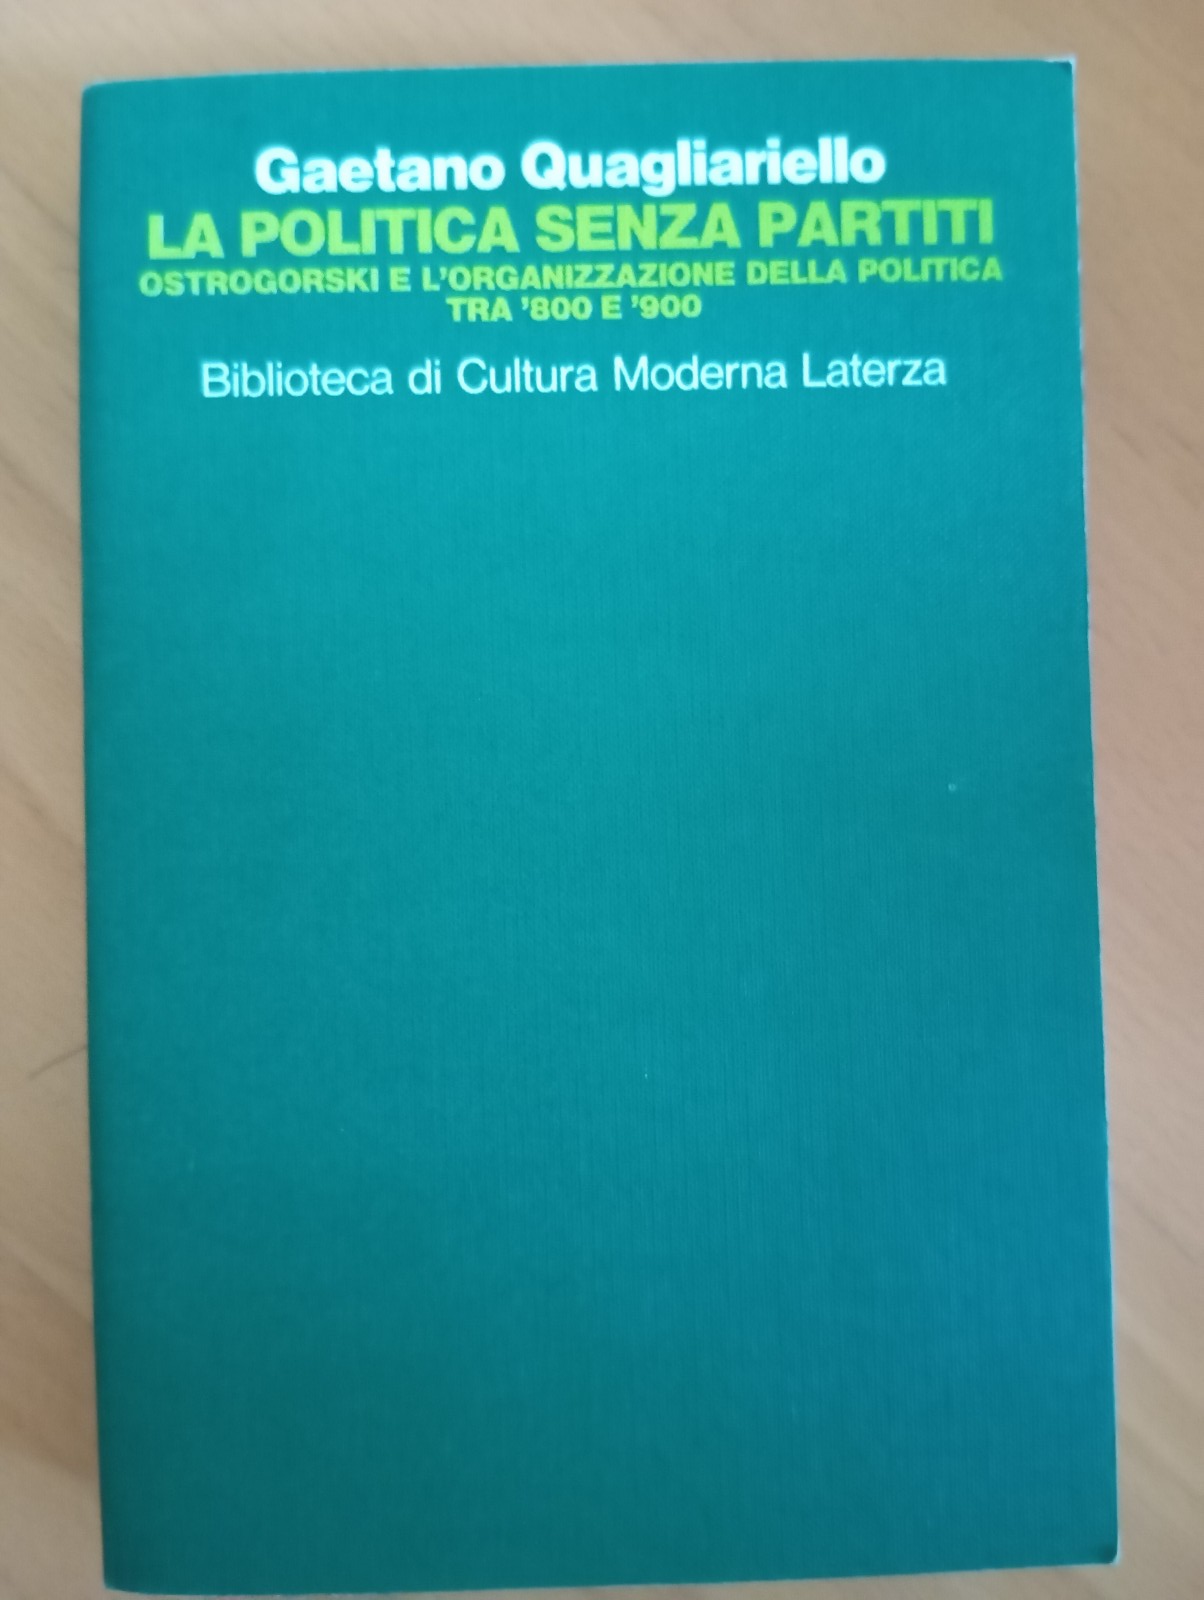 Gaetano Quagliariello
LA POLITICA SENZA PARTITI
OSTROGORSKI E L'ORGANIZZAZIONE DELLA POLITICA
TRA '800 E '900
Biblioteca di Cultura Moderna Laterza